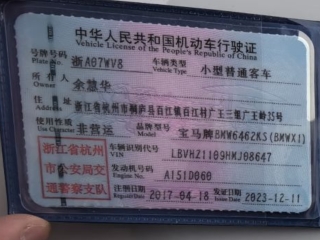 中华人民共和国机动车行驶证
Vehicle License of the People's Republic of China
号牌号码 浙A07WV8 车辆类型 小型普通客车
Plate No. Vehicle Type
所有人 余慧华
Owner
住址 浙江省杭州市桐庐县百江镇百江村广王三组广王岭35号
Address
使用性质 非营运 品牌型号 宝马牌BMW6462KS(BMWX1)
Use Character Model
浙江省杭州市公安局交通警察支队
车辆识别代号 LBVHZ1109HMJ08647
VIN
发动机号码 A151D060
Engine No.
注册日期 2017-04-18 发证日期 2023-12-11
Register Date Issue Date